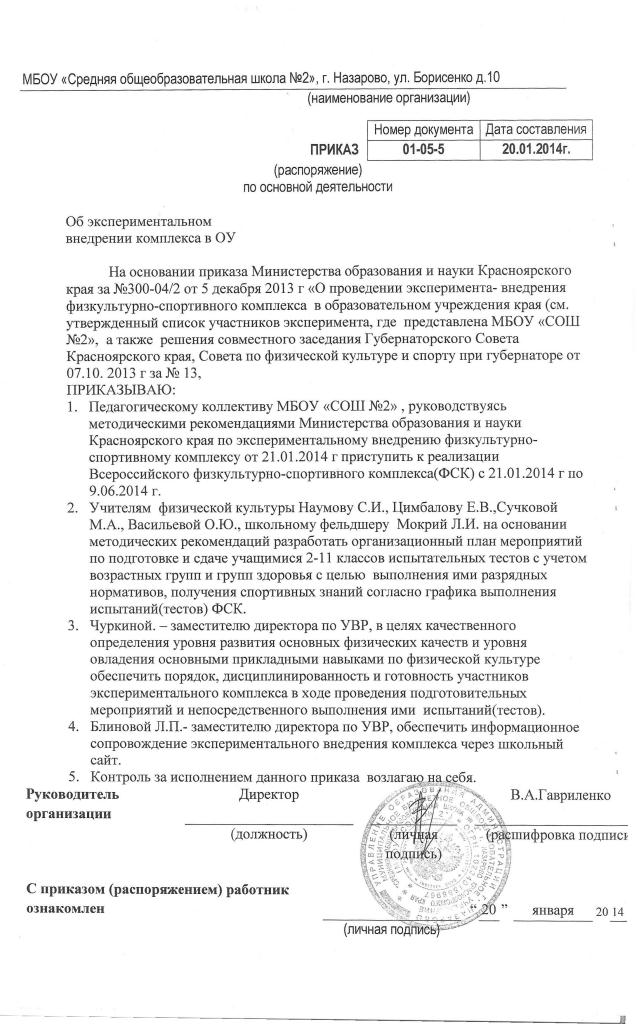 МБОУ «Средняя общеобразовательная школа №2», г. Назарово, ул. Борисенко д.10
(наименование организации)
Номер документа Дата составления
ПРИКАЗ 01-05-5 20.01.2014г.
(распоряжение)
по основной деятельности
Об экспериментальном
внедрении комплекса в ОУ
На основании приказа Министерства образования и науки Красноярского
края за №300-04/2 от 5 декабря 2013 г «О проведении эксперимента- внедрения
физкультурно-спортивного комплекса в образовательном учреждения края (см.
утвержденный список участников эксперимента, где представлена МБОУ «СОШ
№2», а также решения совместного заседания Губернаторского Совета
Красноярского края, Совета по физической культуре и спорту при губернаторе от
07.10. 2013 г за № 13,
ПРИКАЗЫВАЮ:
1. Педагогическому коллективу МБОУ «СОШ №2» , руководствуясь
методическими рекомендациями Министерства образования и науки
Красноярского края по экспериментальному внедрению физкультурно-
спортивному комплексу от 21.01.2014 г приступить к реализации
Всероссийского физкультурно-спортивного комплекса(ФСК) с 21.01.2014 г по
9.06.2014 г.
2. Учителям физической культуры Наумову С.И., Цимбалову Е.В.,Сучковой
М.А., Васильевой О.Ю., школьному фельдшеру Мокрий Л.И. на основании
методических рекомендаций разработать организационный план мероприятий
по подготовке и сдаче учащимися 2-11 классов испытательных тестов с учетом
возрастных групп и групп здоровья с целью выполнения ими разрядных
нормативов, получения спортивных знаний согласно графика выполнения
испытаний(тестов) ФСК.
3. Чуркиной. – заместителю директора по УВР, в целях качественного
определения уровня развития основных физических качеств и уровня
овладения основными прикладными навыками по физической культуре
обеспечить порядок, дисциплинированность и готовность участников
экспериментального комплекса в ходе проведения подготовительных
мероприятий и непосредственного выполнения ими испытаний(тестов).
4. Блиновой Л.П.- заместителю директора по УВР, обеспечить информационное
сопровождение экспериментального внедрения комплекса через школьный
сайт.
5. Контроль за исполнением данного приказа возлагаю на себя.
Руководитель Директор В.А.Гавриленко
организации
(должность) (личная (расшифровка подписи
подпись)
С приказом (распоряжением) работник
ознакомлен “ 20 ” января 20 14
(личная подпись)